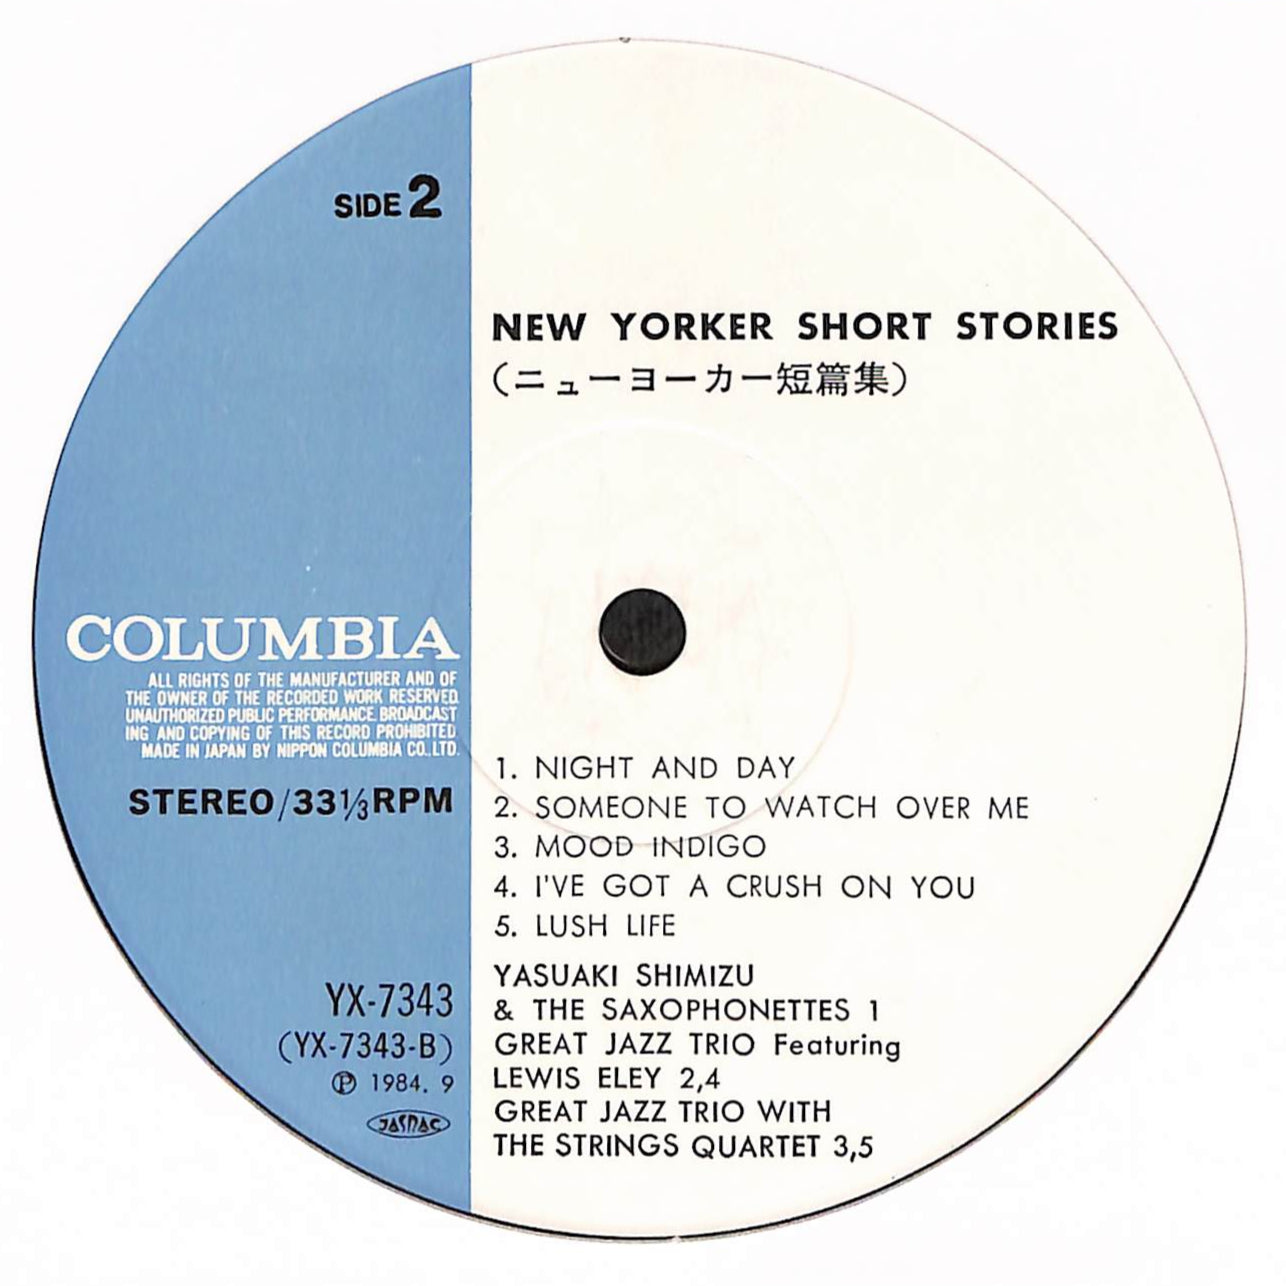 SIDE 2
NEW YORKER SHORT STORIES
(ニューヨーカー短篇集)
COLUMBIA
ALL RIGHTS OF THE MANUFACTURER AND OF
THE OWNER OF THE RECORDED WORK RESERVED.
UNAUTHORIZED PUBLIC PERFORMANCE. BROADCAST
ING AND COPYING OF THIS RECORD PROHIBITED
MADE IN JAPAN BY NIPPON COLUMBIA CO., LTD.
STEREO/33⅓RPM
1. NIGHT AND DAY
2. SOMEONE TO WATCH OVER ME
3. MOOD INDIGO
4. I'VE GOT A CRUSH ON YOU
5. LUSH LIFE
YASUAKI SHIMIZU
& THE SAXOPHONETTES 1
GREAT JAZZ TRIO Featuring
LEWIS ELEY 2,4
GREAT JAZZ TRIO WITH
THE STRINGS QUARTET 3,5
YX-7343
(YX-7343-B)
Ⓟ 1984. 9
JASRAC